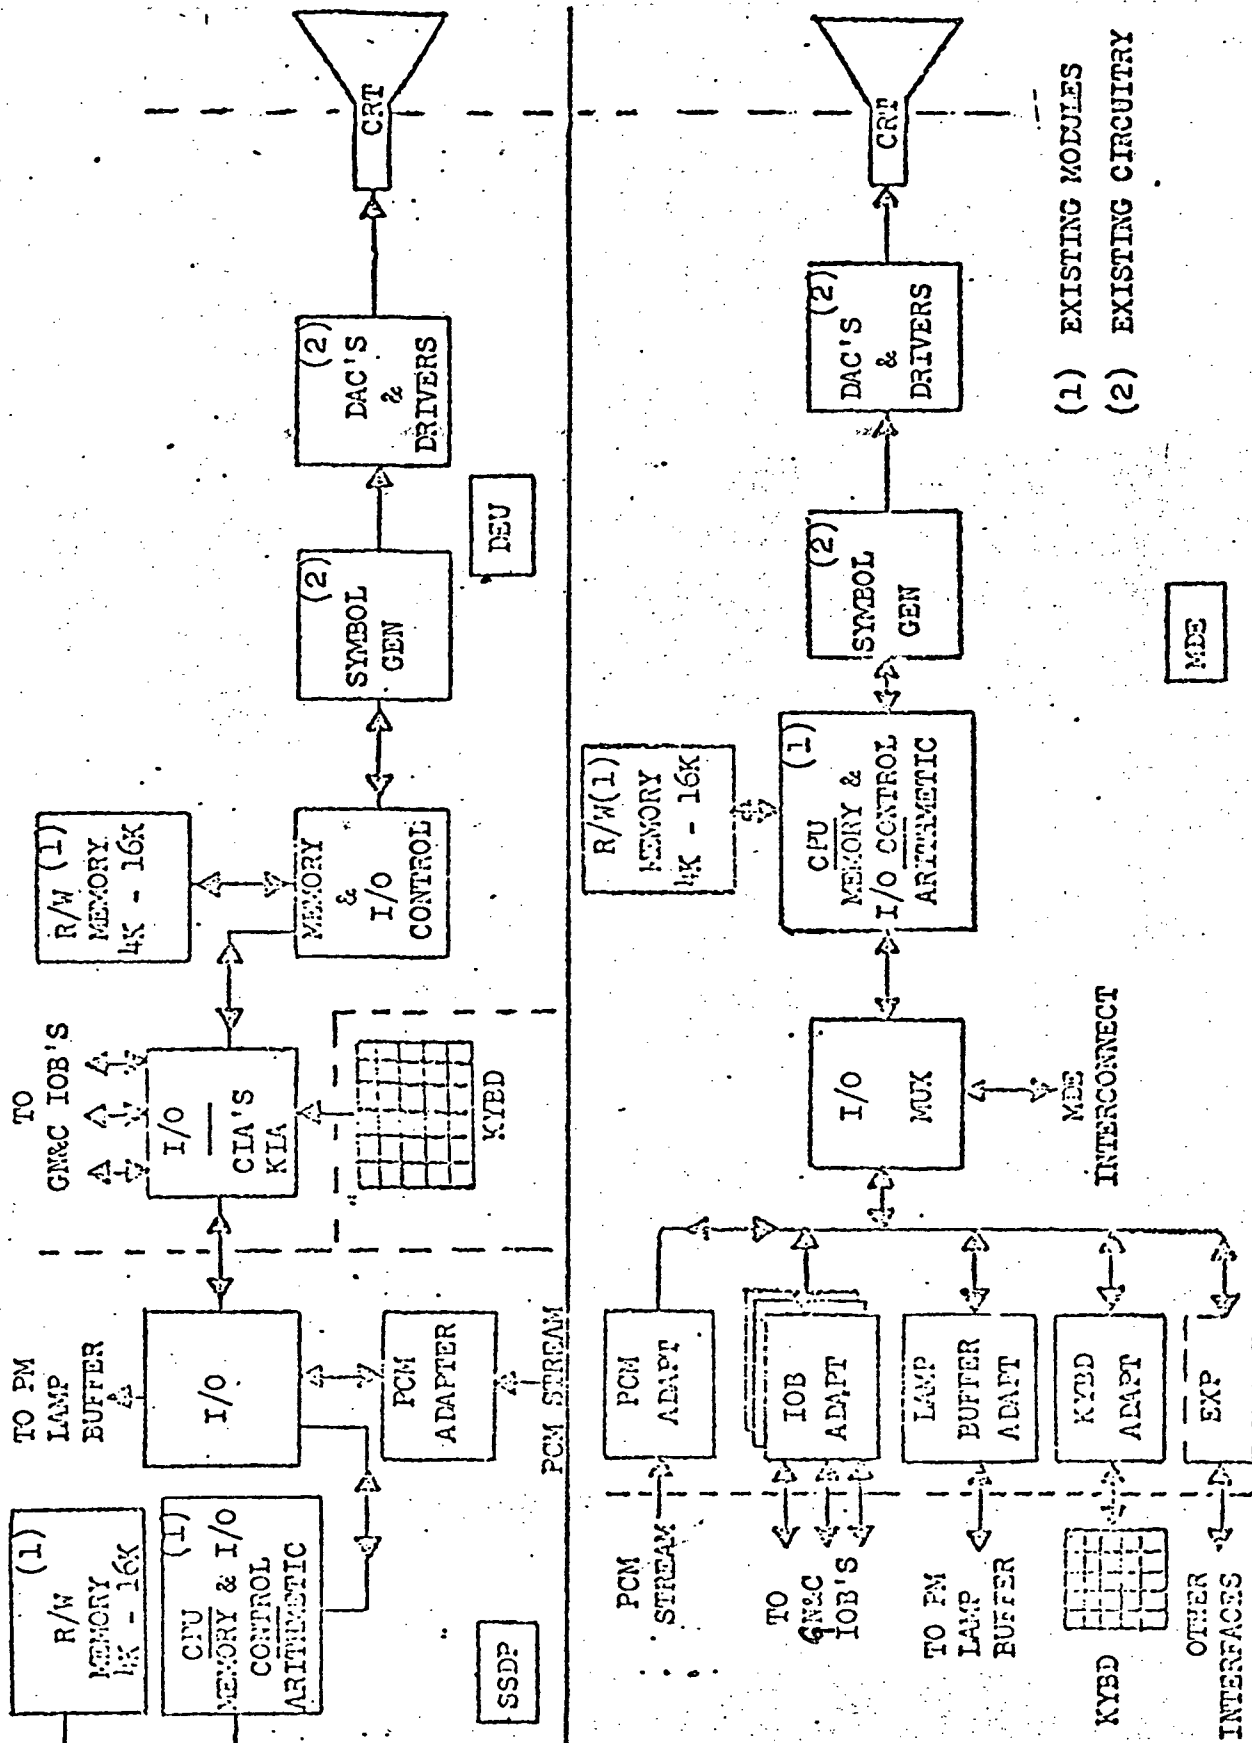 (1)
R/W
MEMORY
4K - 16K
(1)
CPU
MEMORY & I/O
CONTROL
ARITHMETIC
SSDP
TO PM
LAMP
BUFFER
I/O
PCM
ADAPTER
PCM STREAM
TO
GN&C IOB'S
I/O
CIA'S
KIA
KYBD
R/W (1)
MEMORY
4K - 16K
MEMORY
&
I/O
CONTROL
(2)
SYMBOL
GEN
DEU
(2)
DAC'S
&
DRIVERS
CRT
PCM
STREAM
TO
GN&C
IOB'S
TO PM
LAMP
BUFFER
KYBD
OTHER
INTERFACES
PCM
ADAPT
IOB
ADAPT
LAMP
BUFFER
ADAPT
KYBD
ADAPT
EXP
I/O
MUX
MDE
INTERCONNECT
R/W(1)
MEMORY
4K - 16K
(1)
CPU
MEMORY &
I/O CONTROL
ARITHMETIC
(2)
SYMBOL
GEN
MDE
(2)
DAC'S
&
DRIVERS
CRT
(1) EXISTING MODULES
(2) EXISTING CIRCUITRY